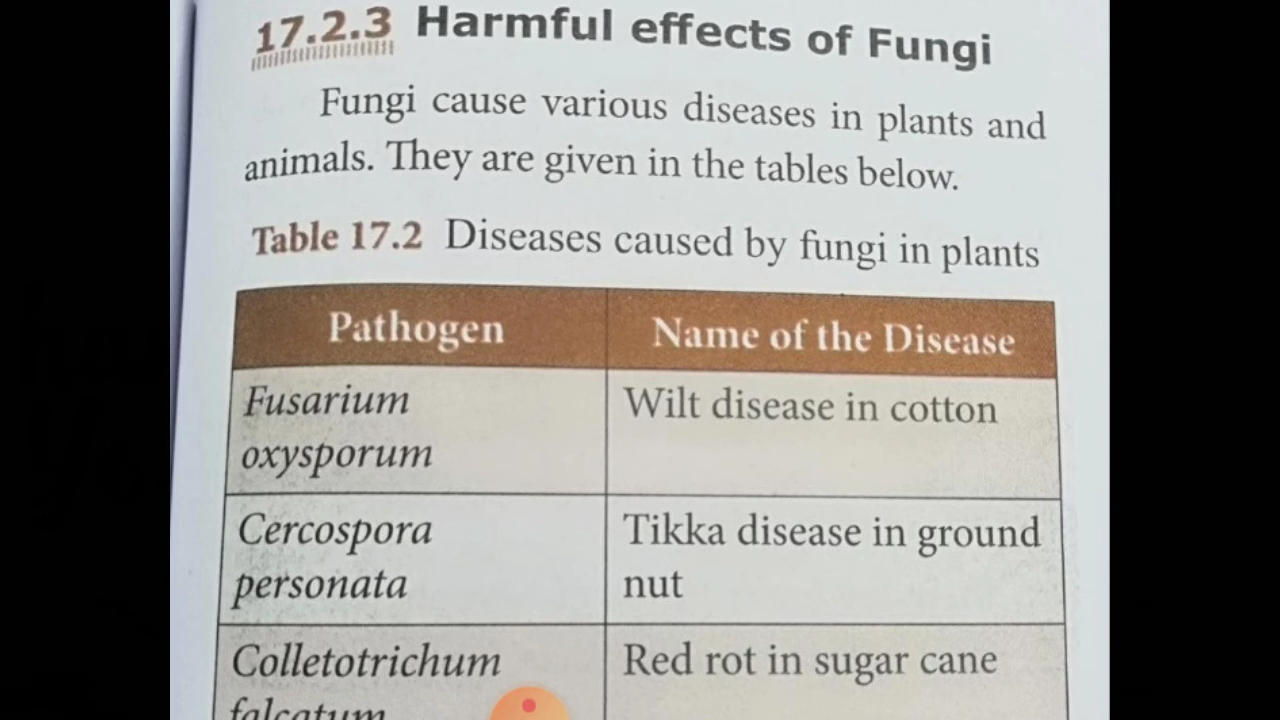 17.2.3 Harmful effects of Fungi
Fungi cause various diseases in plants and
animals. They are given in the tables below.
Table 17.2 Diseases caused by fungi in plants
Pathogen Name of the Disease
Fusarium Wilt disease in cotton
oxysporum
Cercospora Tikka disease in ground
personata nut
Colletotrichum Red rot in sugar cane
falcatum